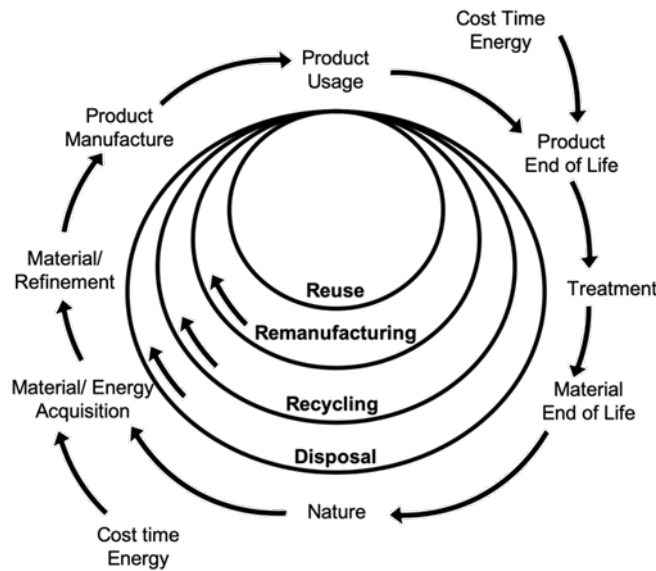 Cost Time
Energy
Product
Usage
Product
Manufacture
Product
End of Life
Material/
Refinement
Reuse
Treatment
Remanufacturing
Material/ Energy
Acquisition
Recycling
Material
End of Life
Disposal
Nature
Cost time
Energy